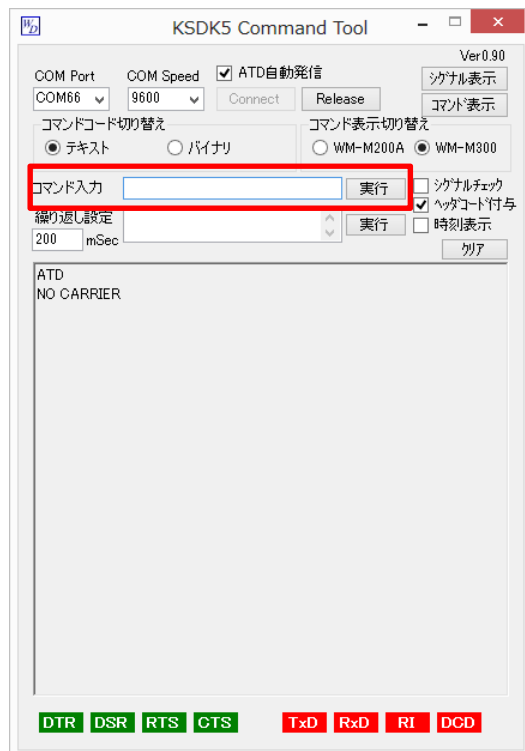 WD KSDK5 Command Tool
Ver0.90
COM Port COM Speed ATD自動発信 シグナル表示
COM66 9600 Connect Release コマンド表示
コマンドコード切り替え コマンド表示切り替え
テキスト バイナリ WM-M200A WM-M300
コマンド入力 実行 シグナルチェック
ヘッダコード付与
繰り返し設定 実行 時刻表示
200 mSec クリア
ATD
NO CARRIER
DTR DSR RTS CTS TxD RxD RI DCD